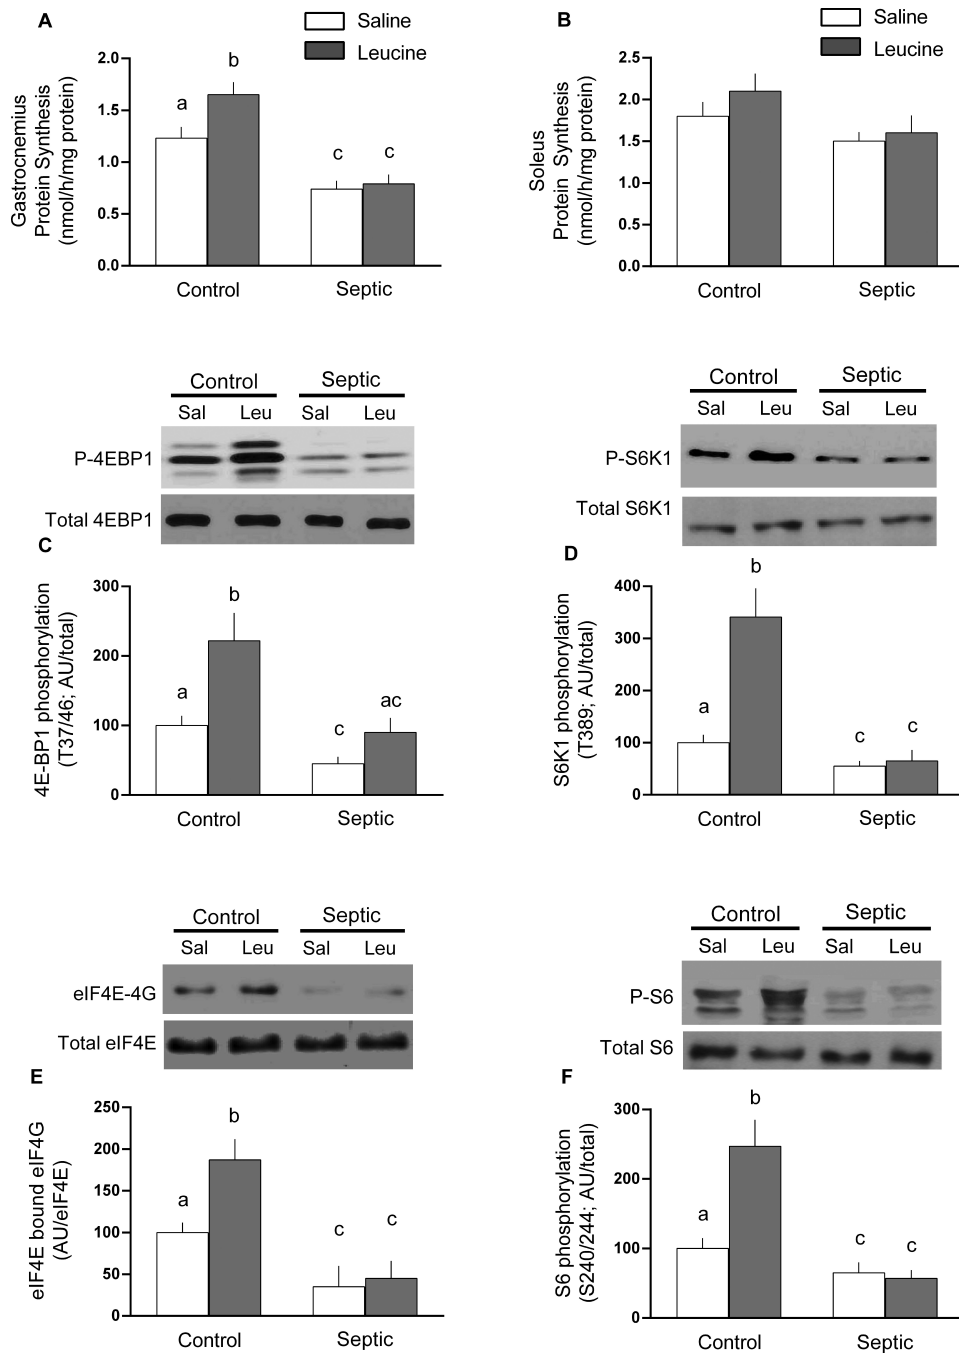 A
Saline
Leucine
Gastrocnemius
Protein Synthesis
(nmol/h/mg protein)
2.0
1.5
1.0
0.5
0.0
a
b
c
c
Control
Septic
B
Saline
Leucine
Soleus
Protein Synthesis
(nmol/h/mg protein)
2.5
2.0
1.5
1.0
0.5
0.0
Control
Septic
Control
Septic
Sal
Leu
Sal
Leu
P-4EBP1
Total 4EBP1
C
4E-BP1 phosphorylation
(T37/46; AU/total)
300
200
100
0
a
b
c
ac
Control
Septic
Control
Septic
Sal
Leu
Sal
Leu
P-S6K1
Total S6K1
D
S6K1 phosphorylation
(T389; AU/total)
400
300
200
100
0
a
b
c
c
Control
Septic
Control
Septic
Sal
Leu
Sal
Leu
eIF4E-4G
Total eIF4E
E
eIF4E bound eIF4G
(AU/eIF4E)
250
200
150
100
50
0
a
b
c
c
Control
Septic
Control
Septic
Sal
Leu
Sal
Leu
P-S6
Total S6
F
S6 phosphorylation
(S240/244; AU/total)
300
200
100
0
a
b
c
c
Control
Septic